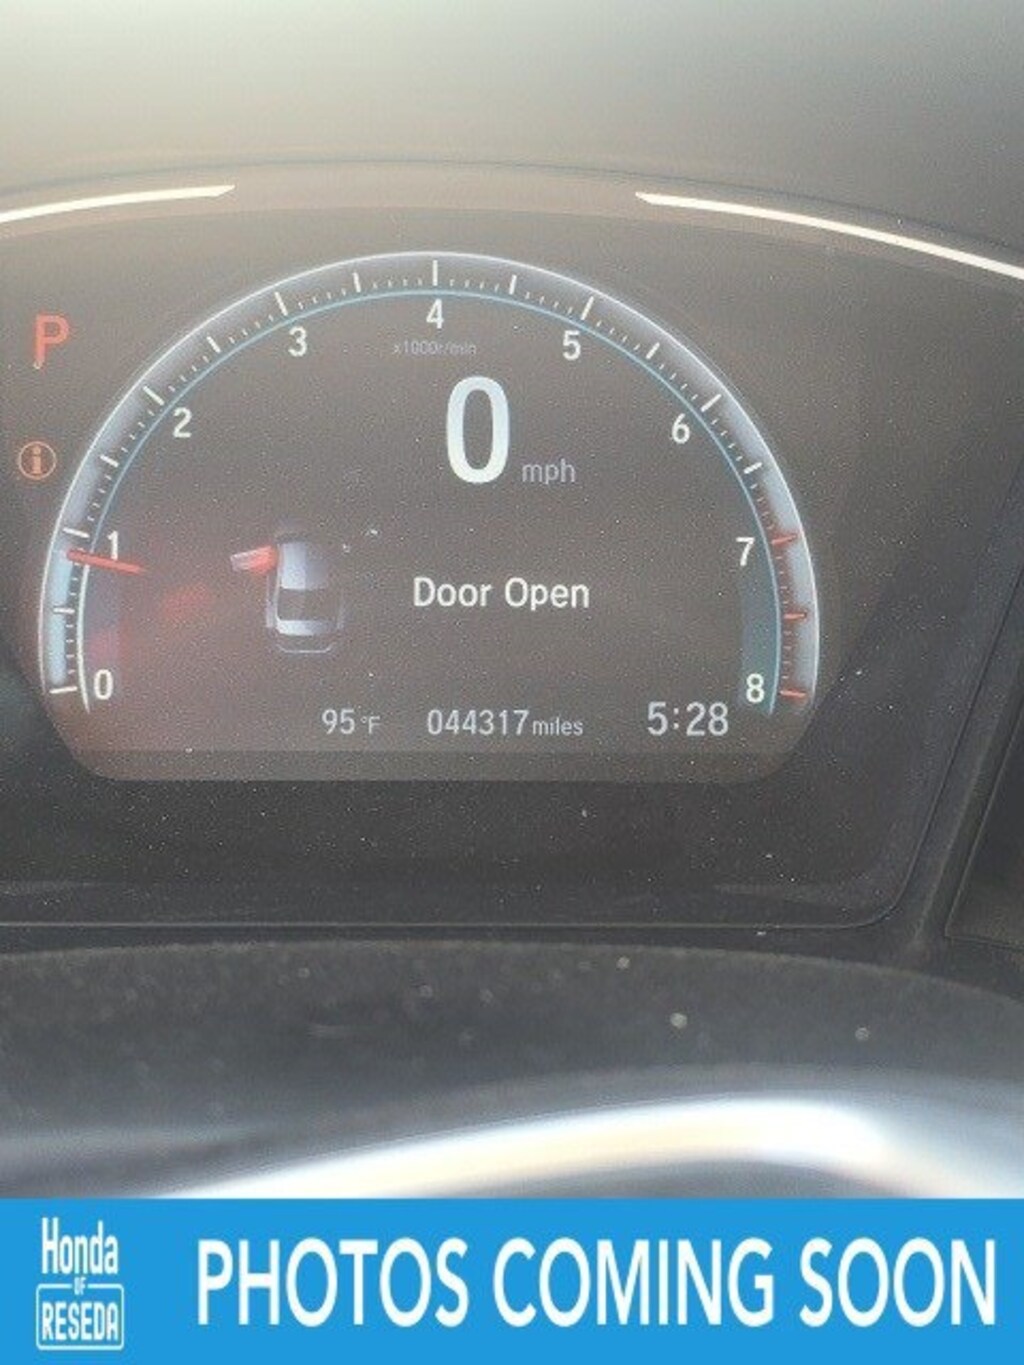 4
3
5
x1000r/min
P
2
0 mph
6
i
1
7
Door Open
0
8
95 °F
044317 miles
5:28
Honda
OF
RESEDA
PHOTOS COMING SOON